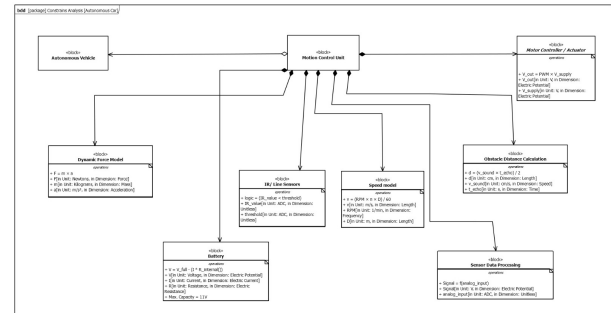 bdd [package] Constrains Analysis [Autonomous Car]
«block»
Autonomous Vehicle
«block»
Motion Control Unit
«block»
Motor Controller / Actuator
operations
+ V_out = PWM × V_supply
+ V_out[in Unit: V, in Dimension:
Electric Potential]
+ V_supply[in Unit: V, in Dimension:
Electric Potential]
«block»
Dynamic Force Model
operations
+ F = m × a
+ F[in Unit: Newtons, in Dimension: Force]
+ m[in Unit: Kilograms, in Dimension: Mass]
+ a[in Unit: m/s², in Dimension: Acceleration]
«block»
IR/ Line Sensors
operations
+ logic = (IR_value < threshold)
+ IR_value[in Unit: ADC, in Dimension:
Unitless]
+ threshold[in Unit: ADC, in Dimension:
Unitless]
«block»
Speed model
operations
+ v = (RPM × π × D) / 60
+ v[in Unit: m/s, in Dimension: Length]
+ RPM[in Unit: 1/min, in Dimension:
Frequency]
+ D[in Unit: m, in Dimension: Length]
«block»
Obstacle Distance Calculation
operations
+ d = (v_sound × t_echo) / 2
+ d[in Unit: cm, in Dimension: Length]
+ v_sound[in Unit: cm/s, in Dimension: Speed]
+ t_echo[in Unit: s, in Dimension: Time]
«block»
Battery
operations
+ V = V_full - (I * R_internal)]
+ V[in Unit: Voltage, in Dimension: Electric Potential]
+ I[in Unit: Current, in Dimension: Electric Current]
+ R[in Unit: Resistance, in Dimension: Electric
Resistance]
+ Max. Capacity = 11V
«block»
Sensor Data Processing
operations
+ Signal = f(analog_input)
+ Signal[in Unit: V, in Dimension: Electric Potential]
+ analog_input[in Unit: ADC, in Dimension: Unitless]